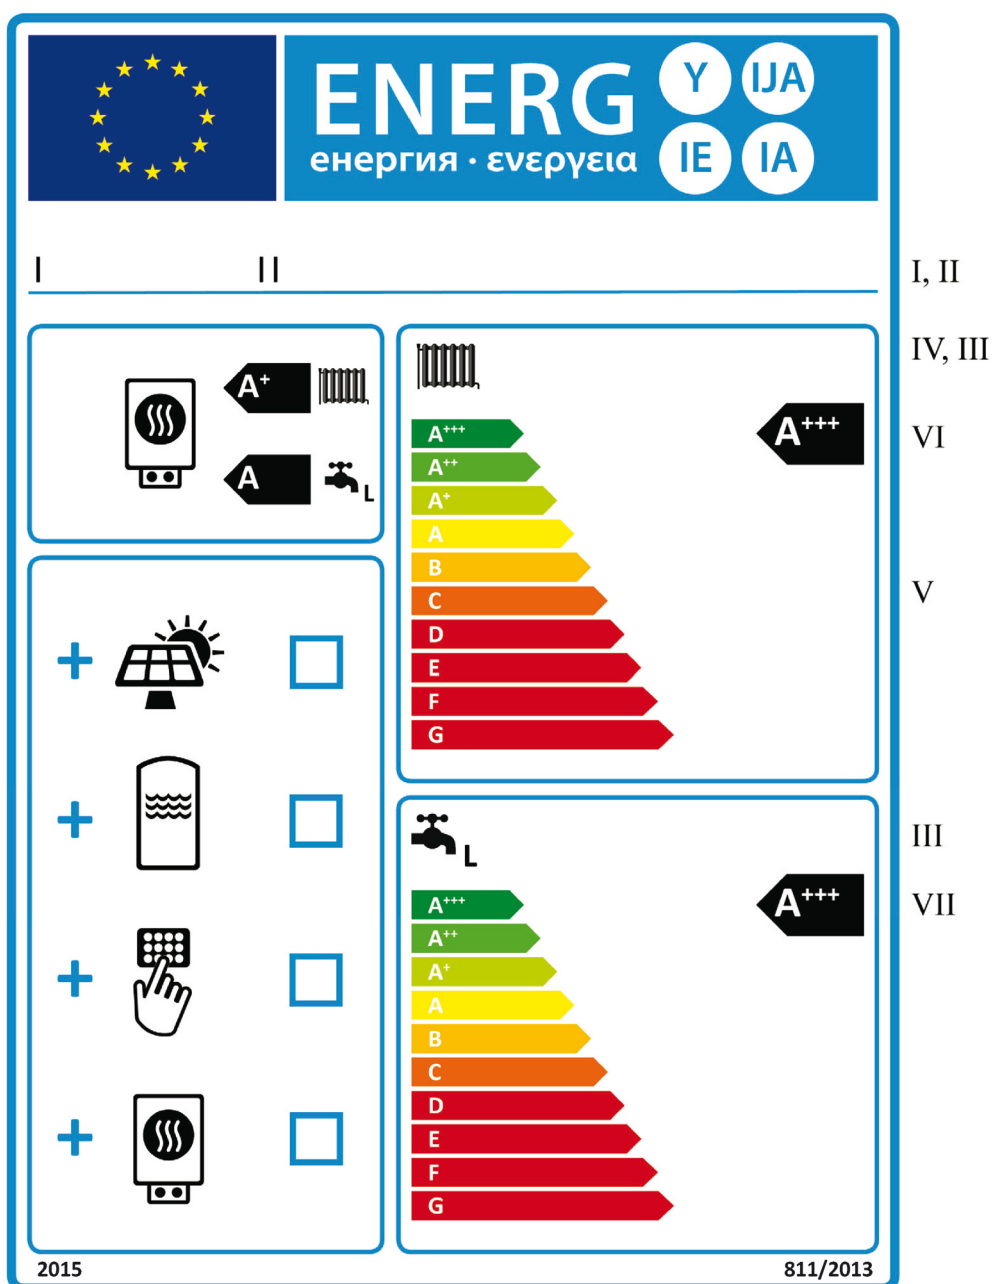 ENERG Y IJA
енергия · ενεργεια IE IA
I II
I, II
IV, III
A+
A
L
A+++
VI
A+++
A++
A+
A
B
C
V
D
E
F
G
L
III
A+++
VII
A+++
A++
A+
A
B
C
D
E
F
G
2015
811/2013